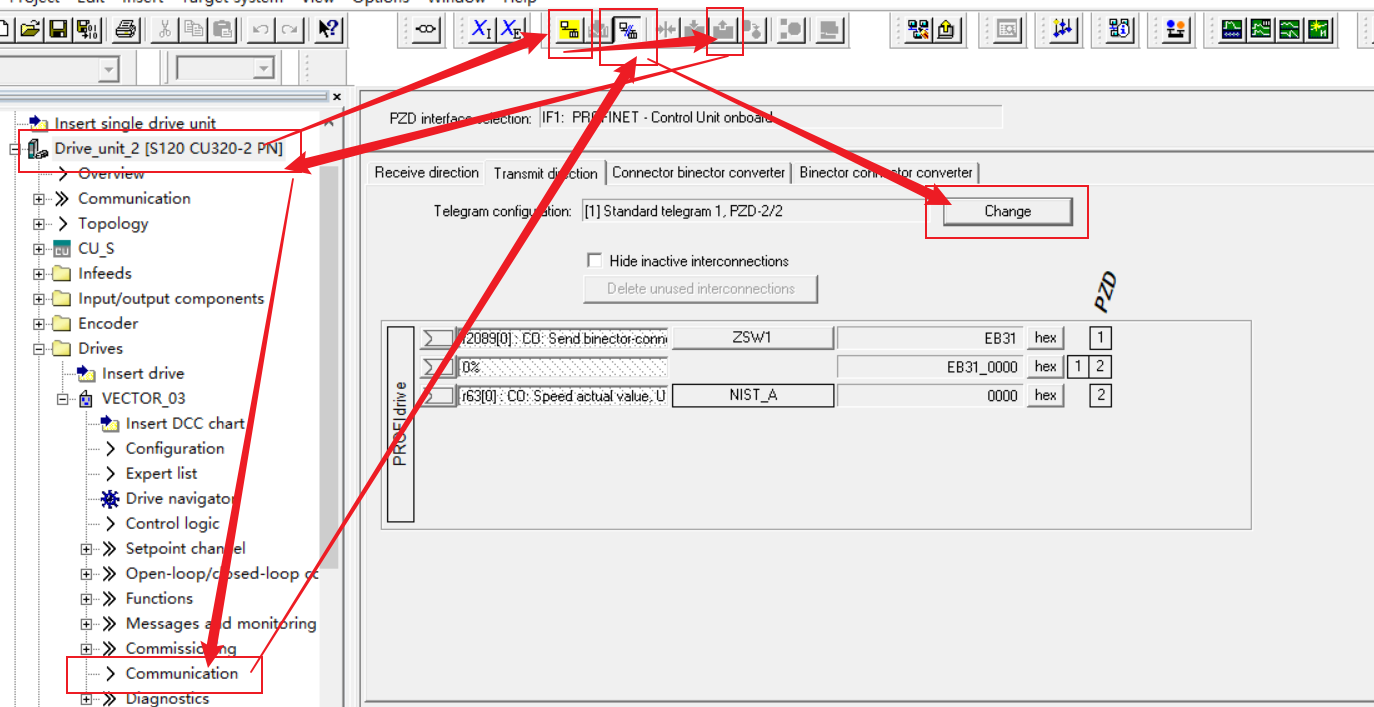 Project Edit Insert Target system View Options Window Help
X_I X_E
Insert single drive unit
Drive_unit_2 [S120 CU320-2 PN]
Overview
Communication
Topology
CU_S
Infeeds
Input/output components
Encoder
Drives
Insert drive
VECTOR_03
Insert DCC chart
Configuration
Expert list
Drive navigator
Control logic
Setpoint channel
Open-loop/closed-loop cc
Functions
Messages and monitoring
Commissioning
Communication
Diagnostics
PZD interface selection: IF1: PROFINET - Control Unit onboard
Receive direction Transmit direction Connector binector converter Binector connector converter
Telegram configuration: [1] Standard telegram 1, PZD-2/2 Change
Hide inactive interconnections
Delete unused interconnections
PZD
PROFIdrive
r2089[0] : CO: Send binector-conn ZSW1 EB31 hex 1
0% EB31_0000 hex 1 2
r63[0] : CO: Speed actual value, U NIST_A 0000 hex 2